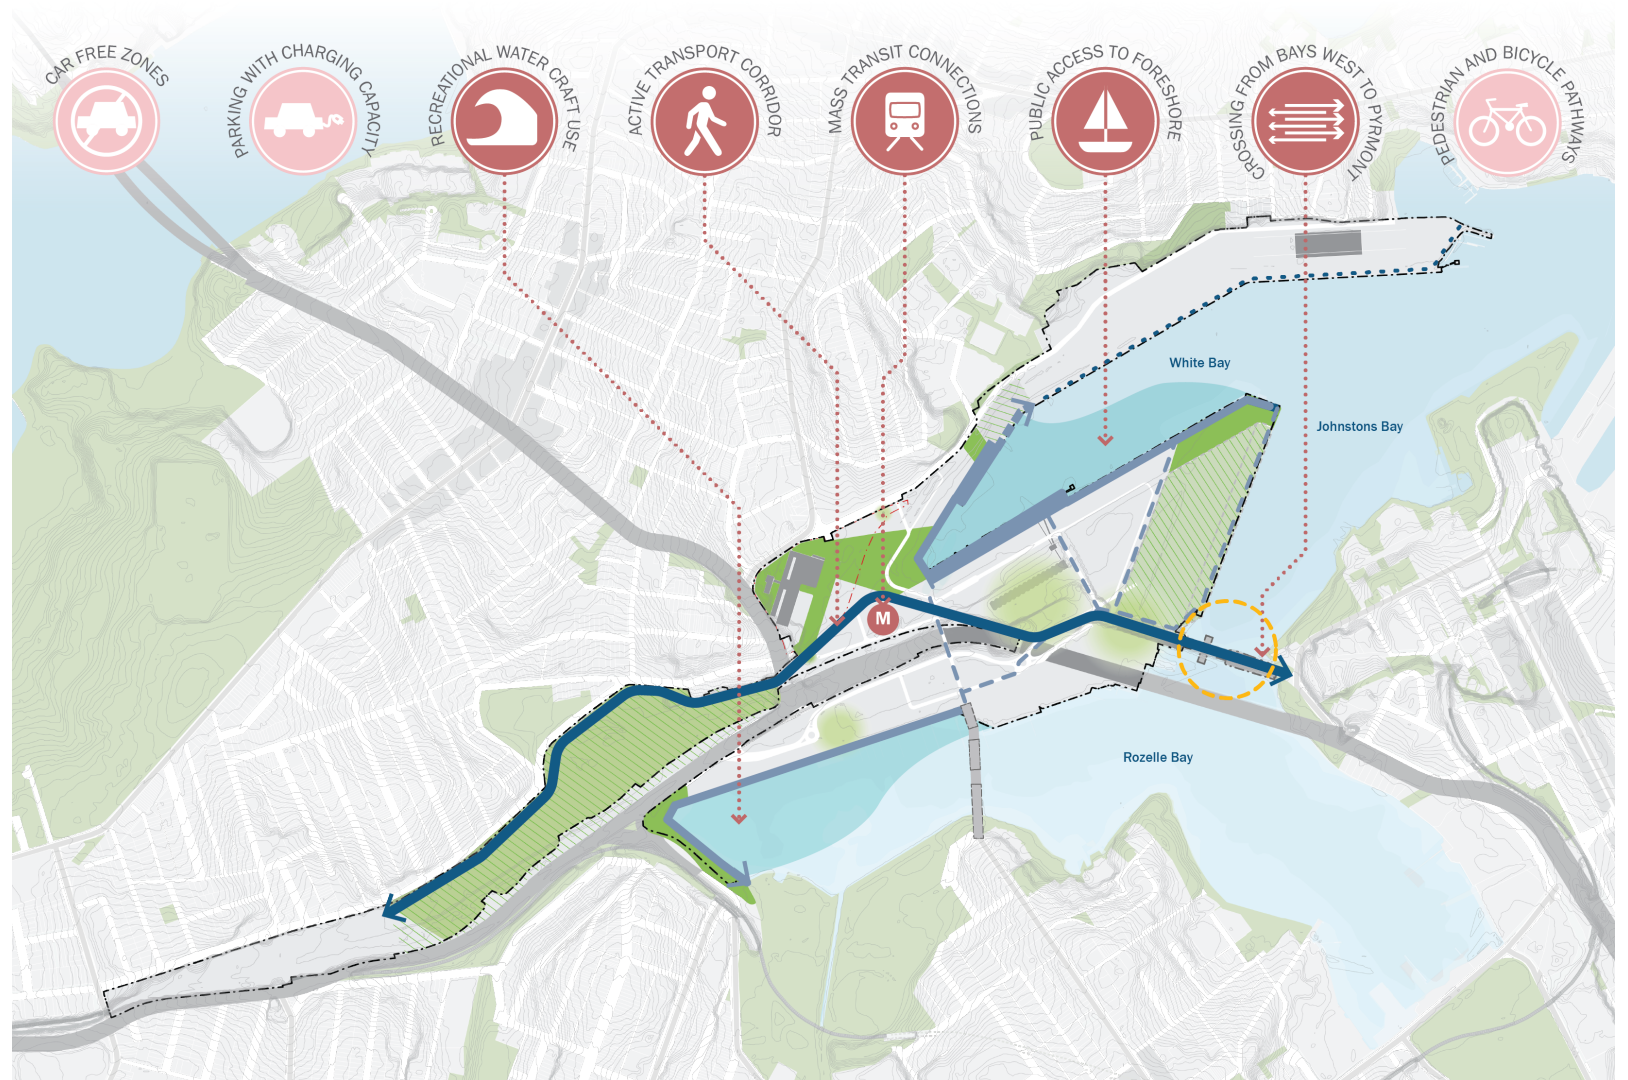 CAR FREE ZONES
PARKING WITH CHARGING CAPACITY
RECREATIONAL WATER CRAFT USE
ACTIVE TRANSPORT CORRIDOR
MASS TRANSIT CONNECTIONS
PUBLIC ACCESS TO FORESHORE
CROSSING FROM BAYS WEST TO PYRMONT
PEDESTRIAN AND BICYCLE PATHWAYS
White Bay
Johnstons Bay
M
Rozelle Bay